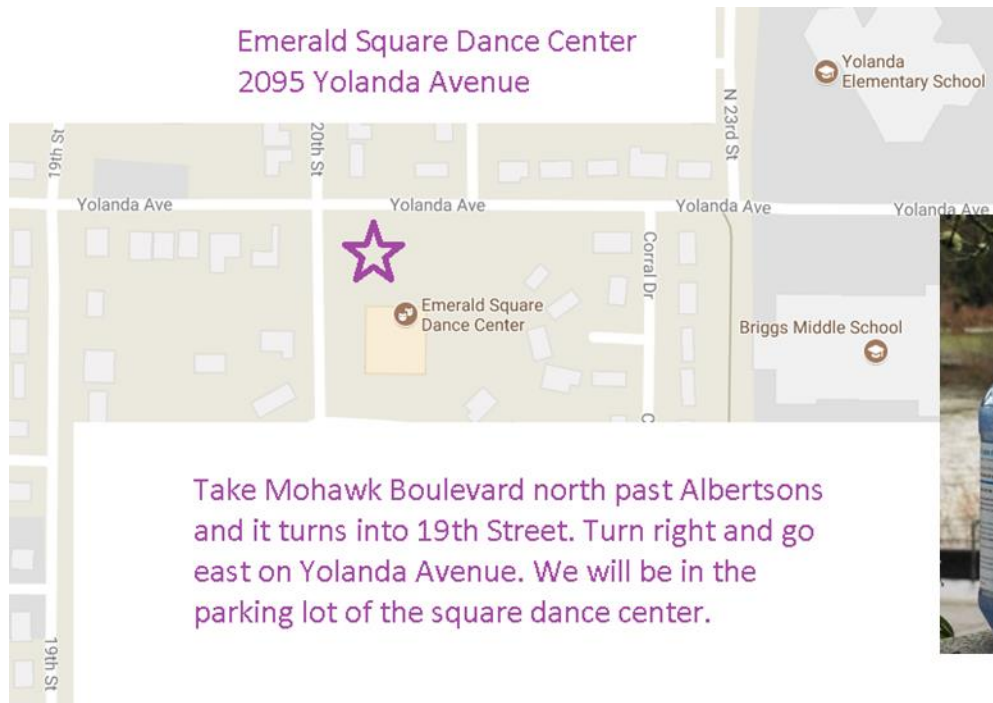 Emerald Square Dance Center
2095 Yolanda Avenue
Yolanda
Elementary School
N 23rd St
19th St
20th St
Yolanda Ave
Yolanda Ave
Yolanda Ave
Yolanda Ave
Corral Dr
Emerald Square
Dance Center
Briggs Middle School
C
Take Mohawk Boulevard north past Albertsons
and it turns into 19th Street. Turn right and go
east on Yolanda Avenue. We will be in the
parking lot of the square dance center.
19th St